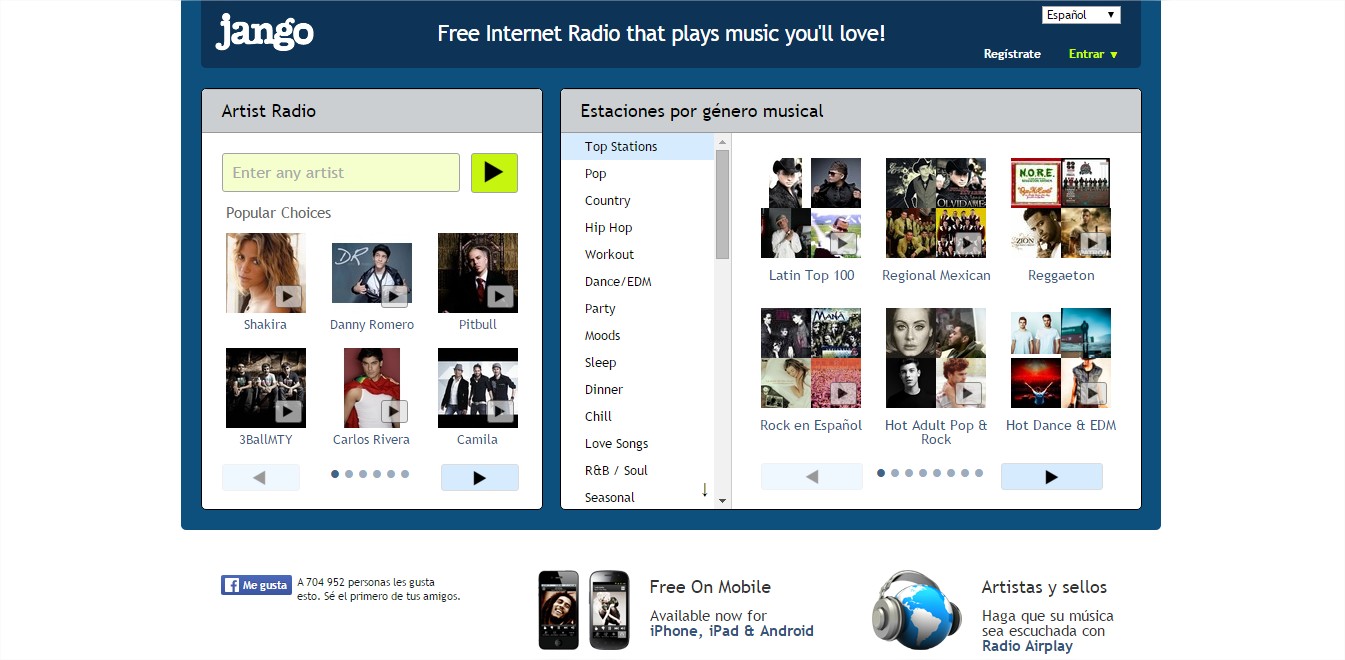 jango
Free Internet Radio that plays music you'll love!
Español
Regístrate
Entrar
Artist Radio
Enter any artist
Popular Choices
DR
Shakira
Danny Romero
Pitbull
3BallMTY
Carlos Rivera
Camila
Estaciones por género musical
Top Stations
Pop
Country
Hip Hop
Workout
Dance/EDM
Party
Moods
Sleep
Dinner
Chill
Love Songs
R&B / Soul
Seasonal
OLVIDAME
N.O.R.E.
ZION
Latin Top 100
Regional Mexican
Reggaeton
MANA
Rock en Español
Hot Adult Pop &
Rock
Hot Dance & EDM
Me gusta
A 704 952 personas les gusta
esto. Sé el primero de tus amigos.
Free On Mobile
Available now for
iPhone, iPad & Android
Artistas y sellos
Haga que su música
sea escuchada con
Radio Airplay